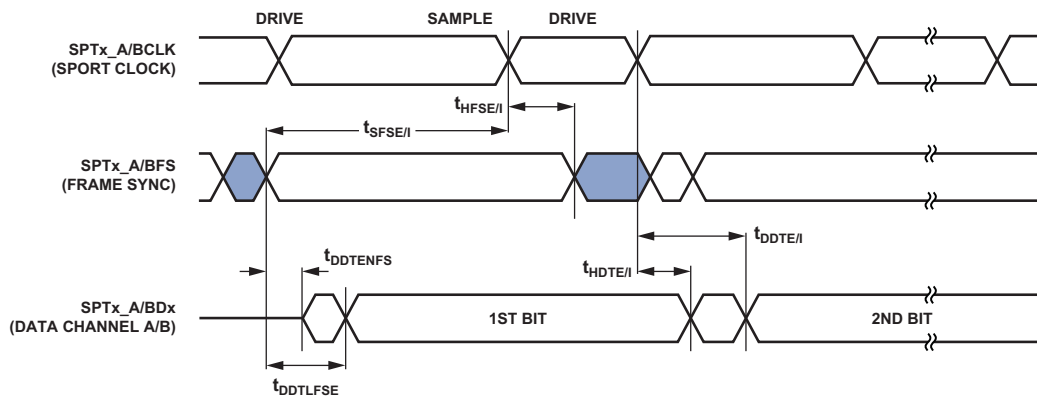 DRIVE SAMPLE DRIVE
SPTx_A/BCLK
(SPORT CLOCK)
tHFSE/I
tSFSE/I
SPTx_A/BFS
(FRAME SYNC)
tDDTE/I
tDDTENFS
tHDTE/I
SPTx_A/BDx
(DATA CHANNEL A/B)
1ST BIT 2ND BIT
tDDTLFSE